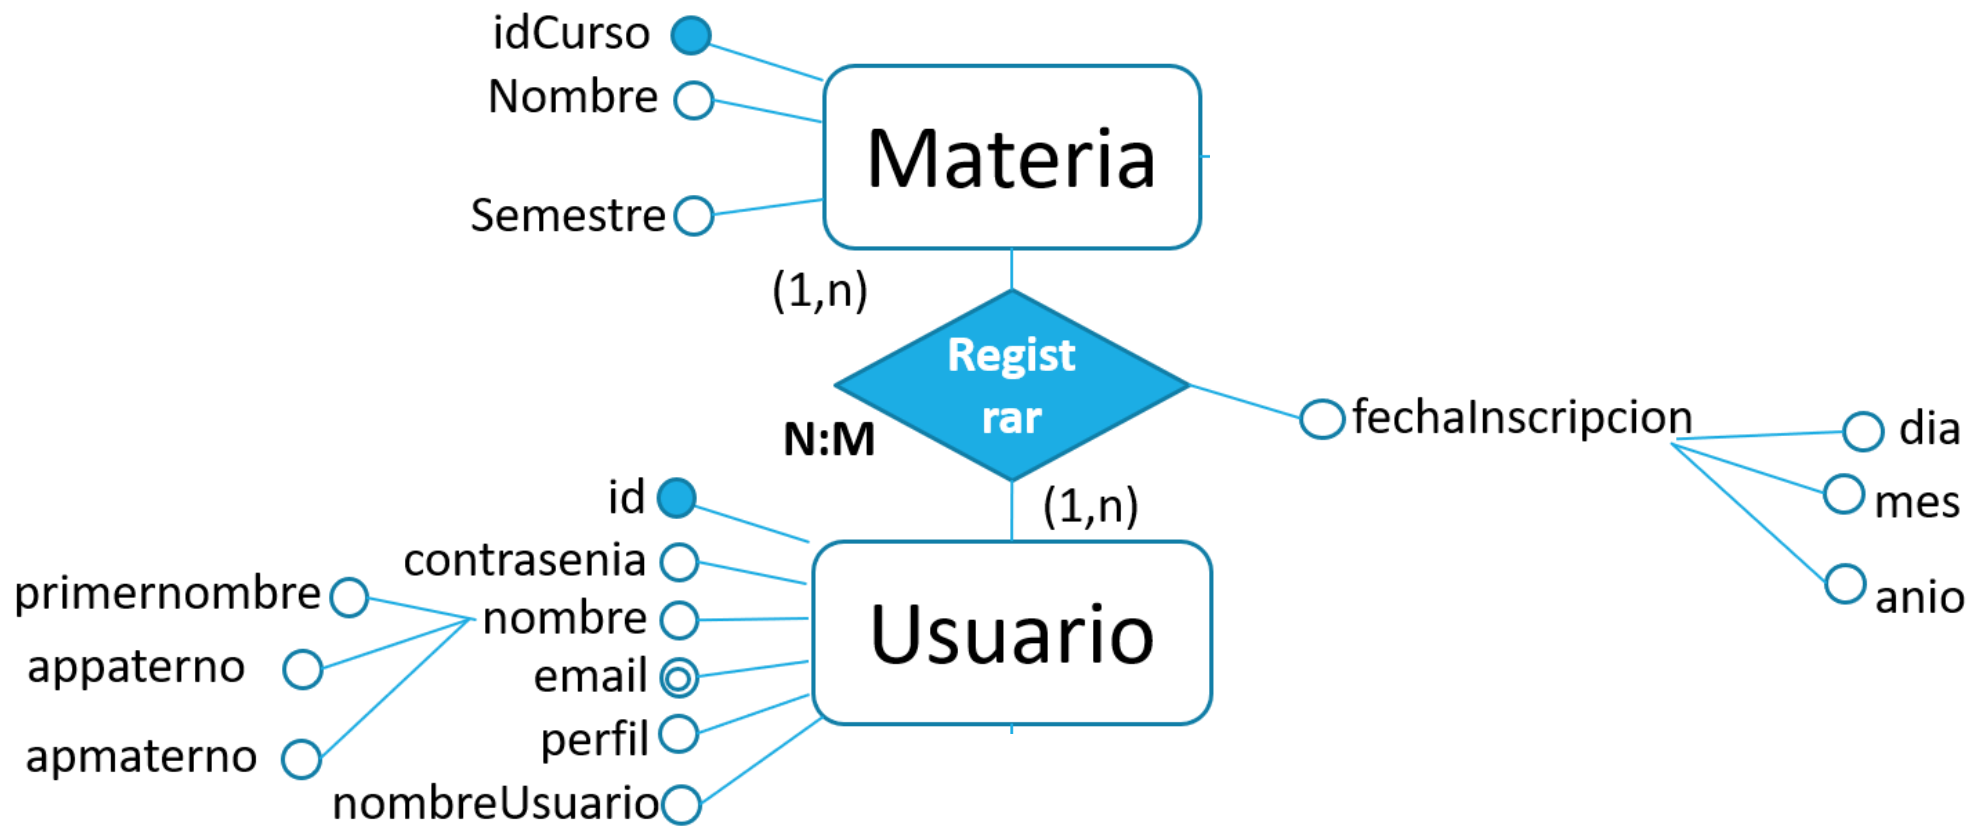 idCurso
Nombre
Materia
Semestre
(1,n)
Regist
rar
N:M
fechaInscripcion
dia
mes
anio
(1,n)
id
contrasenia
primernombre
nombre
appaterno
email
Usuario
perfil
apmaterno
nombreUsuario